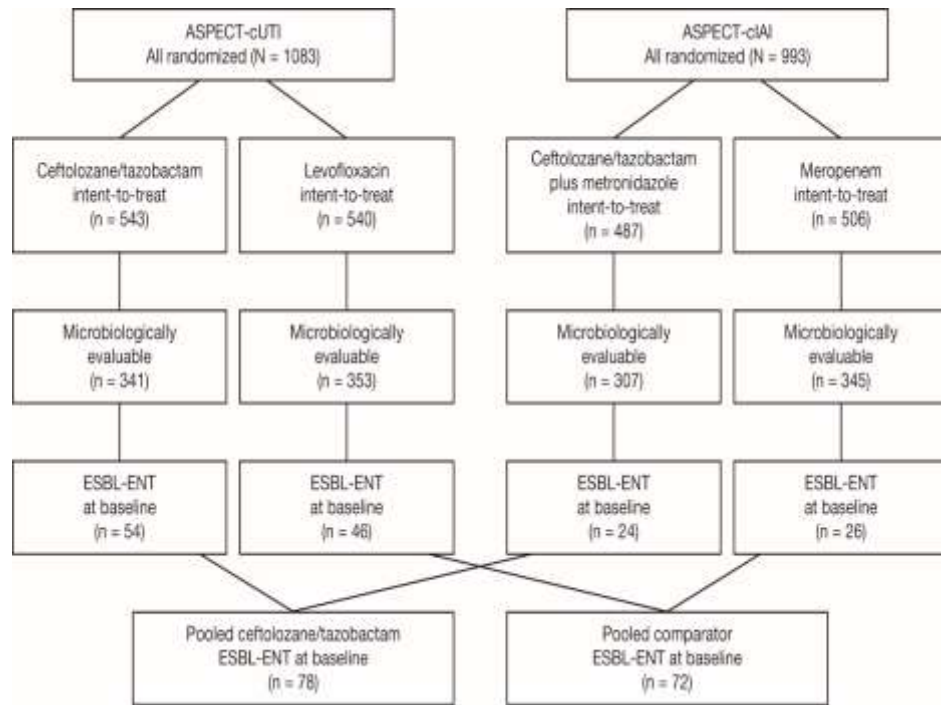 ASPECT-cUTI
All randomized (N = 1083)
ASPECT-cIAI
All randomized (N = 993)
Ceftolozane/tazobactam
intent-to-treat
(n = 543)
Levofloxacin
intent-to-treat
(n = 540)
Ceftolozane/tazobactam
plus metronidazole
intent-to-treat
(n = 487)
Meropenem
intent-to-treat
(n = 506)
Microbiologically
evaluable
(n = 341)
Microbiologically
evaluable
(n = 353)
Microbiologically
evaluable
(n = 307)
Microbiologically
evaluable
(n = 345)
ESBL-ENT
at baseline
(n = 54)
ESBL-ENT
at baseline
(n = 46)
ESBL-ENT
at baseline
(n = 24)
ESBL-ENT
at baseline
(n = 26)
Pooled ceftolozane/tazobactam
ESBL-ENT at baseline
(n = 78)
Pooled comparator
ESBL-ENT at baseline
(n = 72)